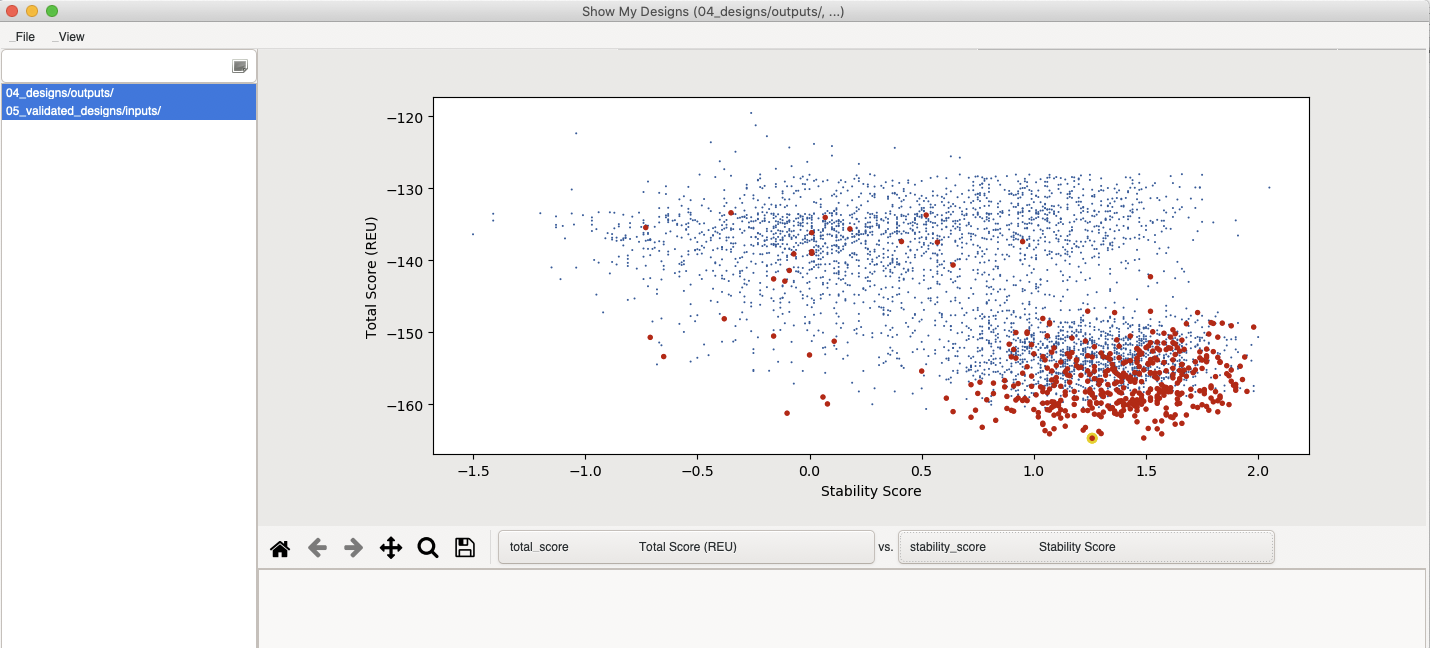 Show My Designs (04_designs/outputs/, ...)
_File _View
04_designs/outputs/
05_validated_designs/inputs/
−120
−130
−140
−150
−160
Total Score (REU)
−1.5 −1.0 −0.5 0.0 0.5 1.0 1.5 2.0
Stability Score
total_score Total Score (REU) vs. stability_score Stability Score